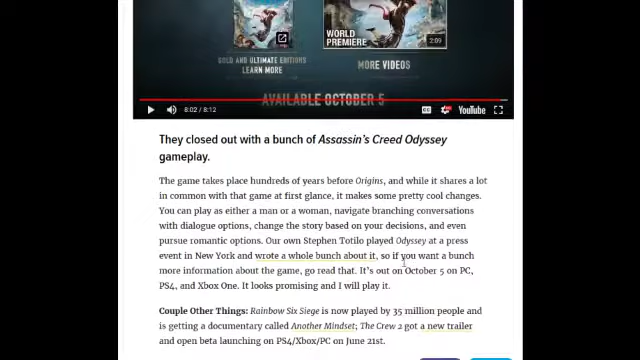 WORLD
PREMIERE
2:09
GOLD AND ULTIMATE EDITIONS
LEARN MORE
MORE VIDEOS
AVAILABLE OCTOBER 5
8:02 / 8:12
CC
HD
YouTube
They closed out with a bunch of Assassin's Creed Odyssey
gameplay.
The game takes place hundreds of years before Origins, and while it shares a lot
in common with that game at first glance, it makes some pretty cool changes.
You can play as either a man or a woman, navigate branching conversations
with dialogue options, change the story based on your decisions, and even
pursue romantic options. Our own Stephen Totilo played Odyssey at a press
event in New York and wrote a whole bunch about it, so if you want a bunch
more information about the game, go read that. It's out on October 5 on PC,
PS4, and Xbox One. It looks promising and I will play it.
Couple Other Things: Rainbow Six Siege is now played by 35 million people and
is getting a documentary called Another Mindset; The Crew 2 got a new trailer
and open beta launching on PS4/Xbox/PC on June 21st.